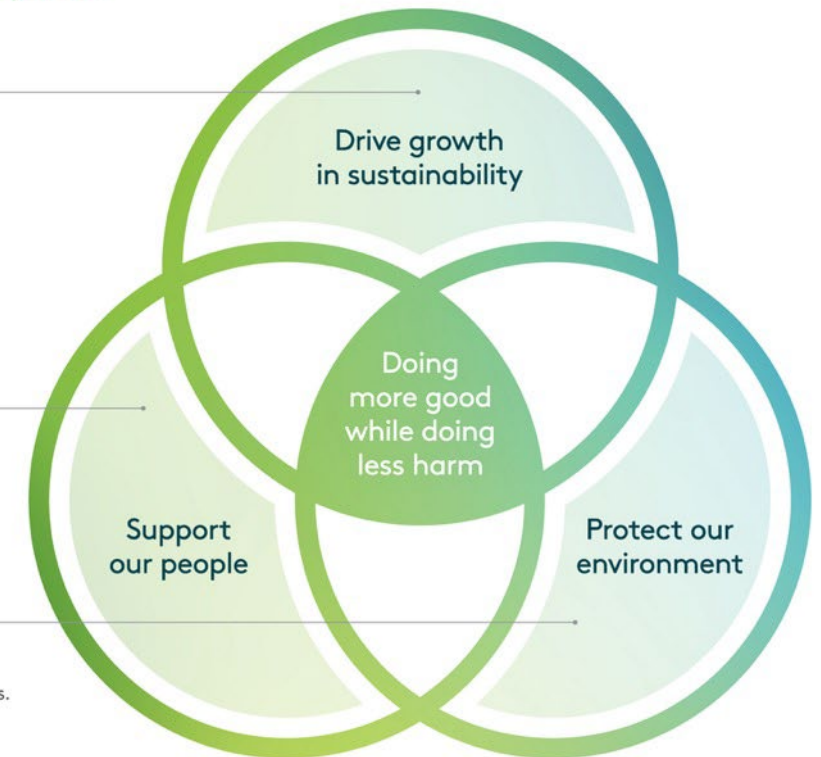 Drive growth
in sustainability
Doing
more good
while doing
less harm
Support
our people
Protect our
environment